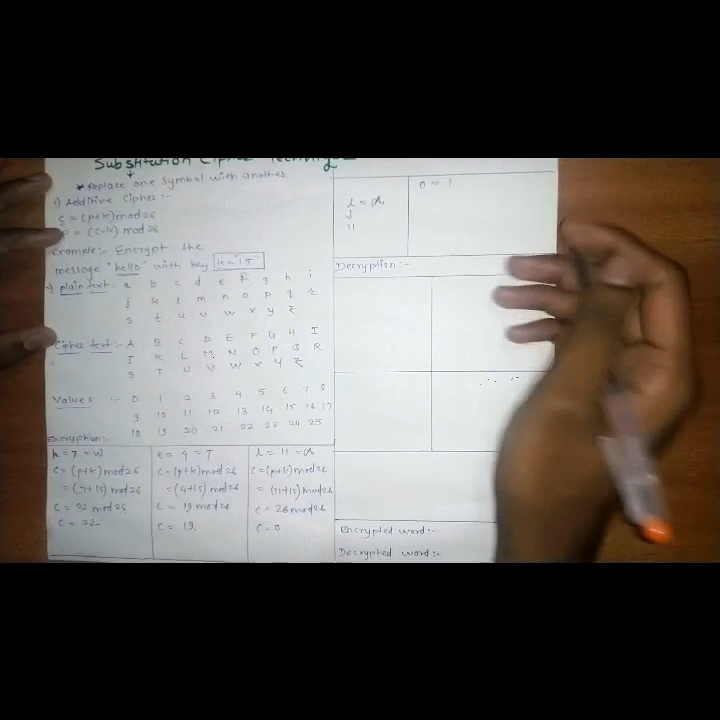 Substitution Cipher Technique
* Replace one symbol with another
1) Additive Cipher :-
C = (P+k) mod 26
P = (C-k) mod 26
Example:- Encrypt the
message "hello" with key k="15"
→ plain text : a b c d e f g h i
j k l m n o p q r
s t u v w x y z
Cipher text :- A B C D E F G H I
J K L M N O P Q R
S T U V W X Y Z
Values :- 0 1 2 3 4 5 6 7 8
9 10 11 12 13 14 15 16 17
18 19 20 21 22 23 24 25
Encryption:-
h = 7 = W
C = (P+k) mod 26
= (7+15) mod 26
C = 22 mod 26
C = 22
e = 4 = T
C = (P+k) mod 26
= (4+15) mod 26
C = 19 mod 26
C = 19
l = 11 = A
C = (P+k) mod 26
= (11+15) mod 26
C = 26 mod 26
C = 0
l = A
↓
11
o = 1
Decryption :-
Encrypted word:-
Decrypted word:-